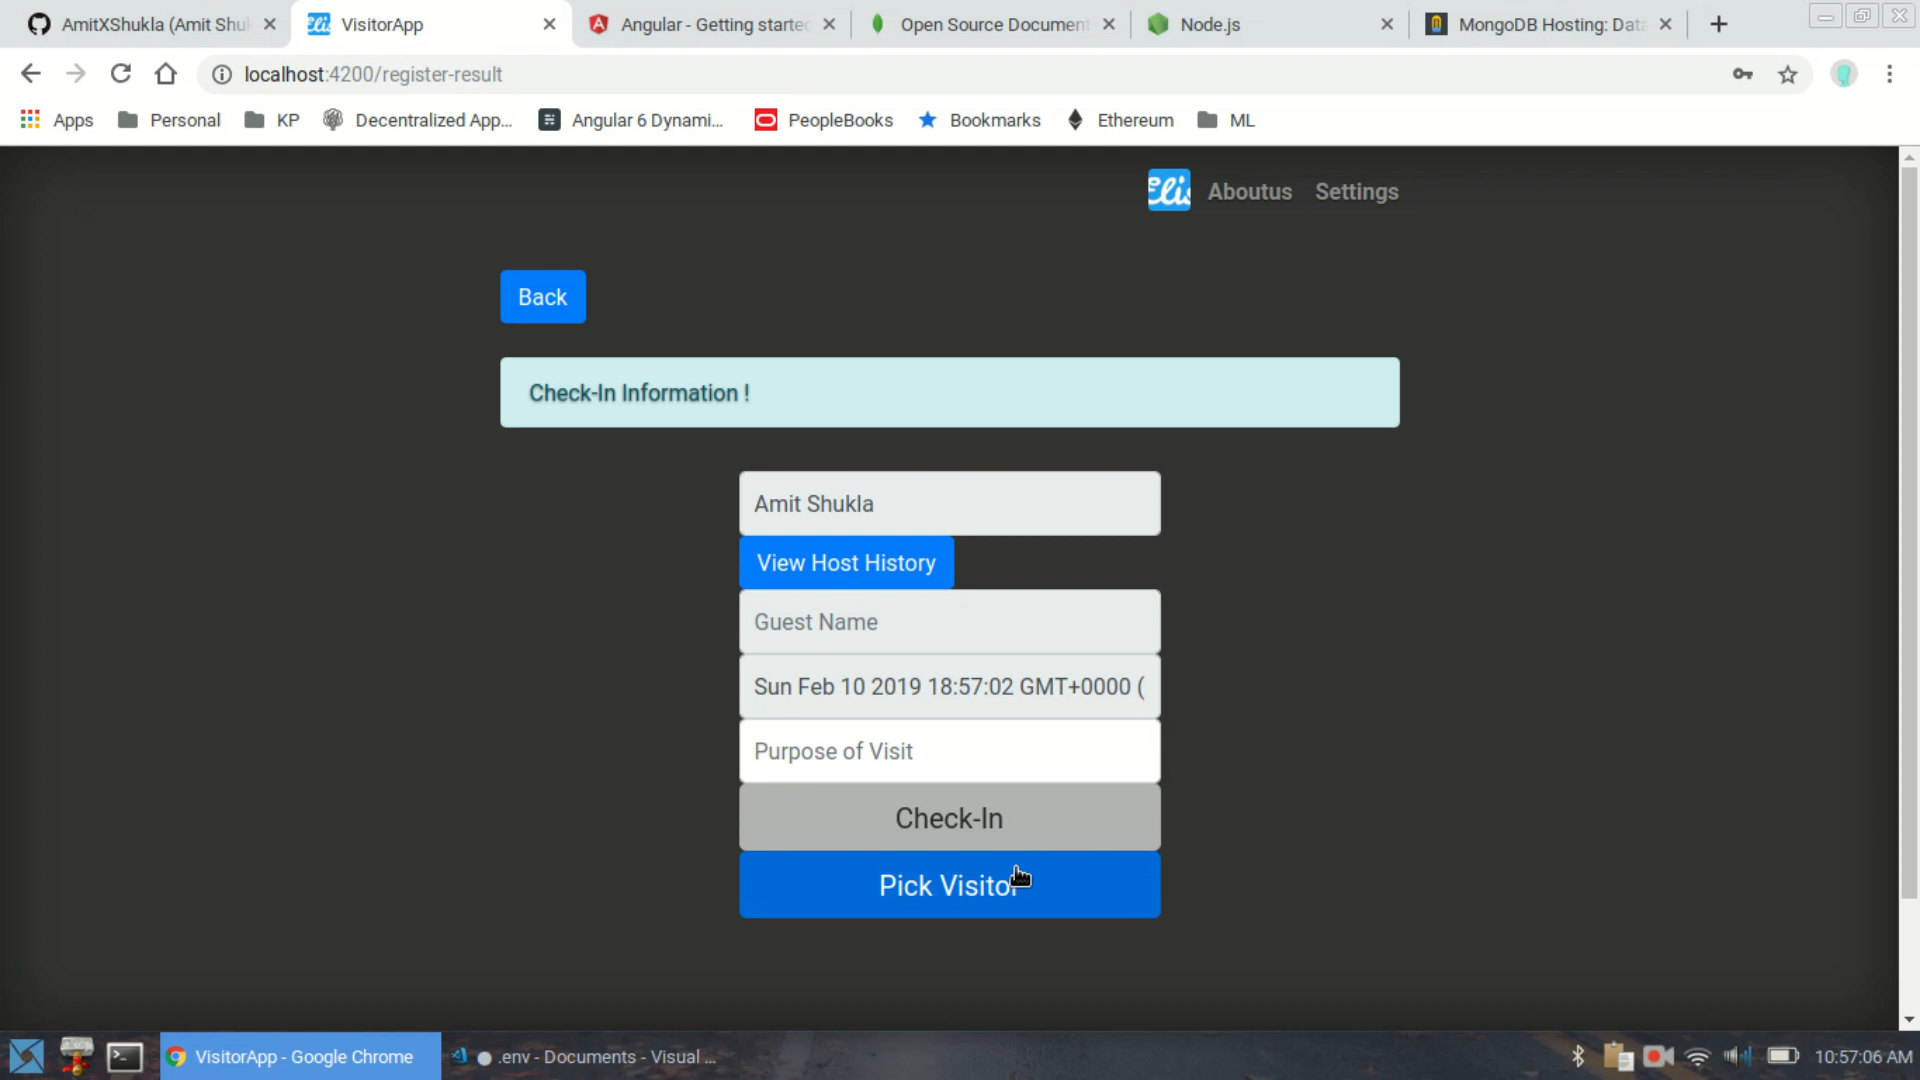 AmitXShukla (Amit Shu
VisitorApp
Angular - Getting starte
Open Source Document
Node.js
MongoDB Hosting: Data
localhost:4200/register-result
Apps
Personal
KP
Decentralized App...
Angular 6 Dynami...
PeopleBooks
Bookmarks
Ethereum
ML
Elis
Aboutus
Settings
Back
Check-In Information !
Amit Shukla
View Host History
Guest Name
Sun Feb 10 2019 18:57:02 GMT+0000 (
Purpose of Visit
Check-In
Pick Visitor
VisitorApp - Google Chrome
● .env - Documents - Visual ...
10:57:06 AM